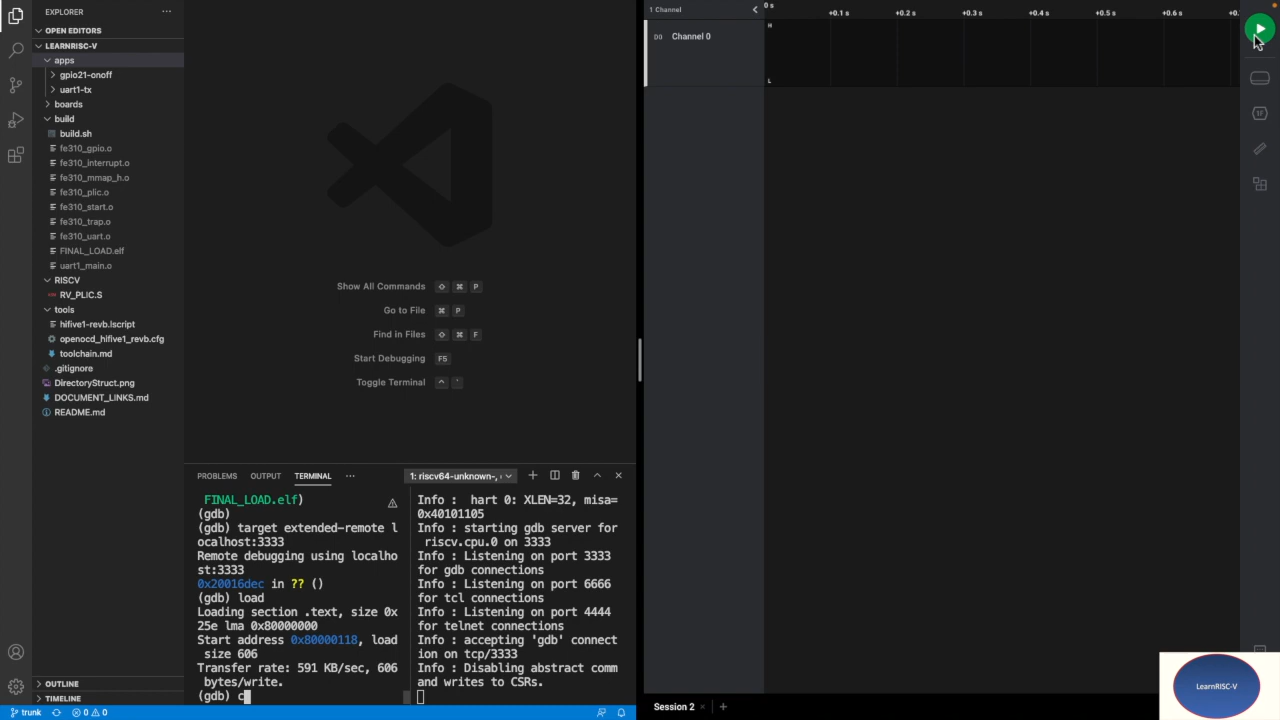 EXPLORER
OPEN EDITORS
LEARNRISC-V
apps
gpio21-onoff
uart1-tx
boards
build
build.sh
fe310_gpio.o
fe310_interrupt.o
fe310_mmap_h.o
fe310_plic.o
fe310_start.o
fe310_trap.o
fe310_uart.o
FINAL_LOAD.elf
uart1_main.o
RISCV
RV_PLIC.S
tools
hifive1-revb.lscript
openocd_hifive1_revb.cfg
toolchain.md
.gitignore
DirectoryStruct.png
DOCUMENT_LINKS.md
README.md
OUTLINE
TIMELINE
trunk
0 0
Show All Commands ⇧ ⌘ P
Go to File ⌘ P
Find in Files ⇧ ⌘ F
Start Debugging F5
Toggle Terminal ^ `
PROBLEMS OUTPUT TERMINAL ···
1: riscv64-unknown-,
FINAL_LOAD.elf)
(gdb)
(gdb) target extended-remote l
ocalhost:3333
Remote debugging using localho
st:3333
0x20016dec in ?? ()
(gdb) load
Loading section .text, size 0x
25e lma 0x80000000
Start address 0x80000118, load
size 606
Transfer rate: 591 KB/sec, 606
bytes/write.
(gdb) c
Info : hart 0: XLEN=32, misa=
0x40101105
Info : starting gdb server for
riscv.cpu.0 on 3333
Info : Listening on port 3333
for gdb connections
Info : Listening on port 6666
for tcl connections
Info : Listening on port 4444
for telnet connections
Info : accepting 'gdb' connect
ion on tcp/3333
Info : Disabling abstract comm
and writes to CSRs.
1 Channel
0 s
+0.1 s +0.2 s +0.3 s +0.4 s +0.5 s +0.6 s +0.
D0 Channel 0
H
L
1F
Session 2
LearnRISC-V